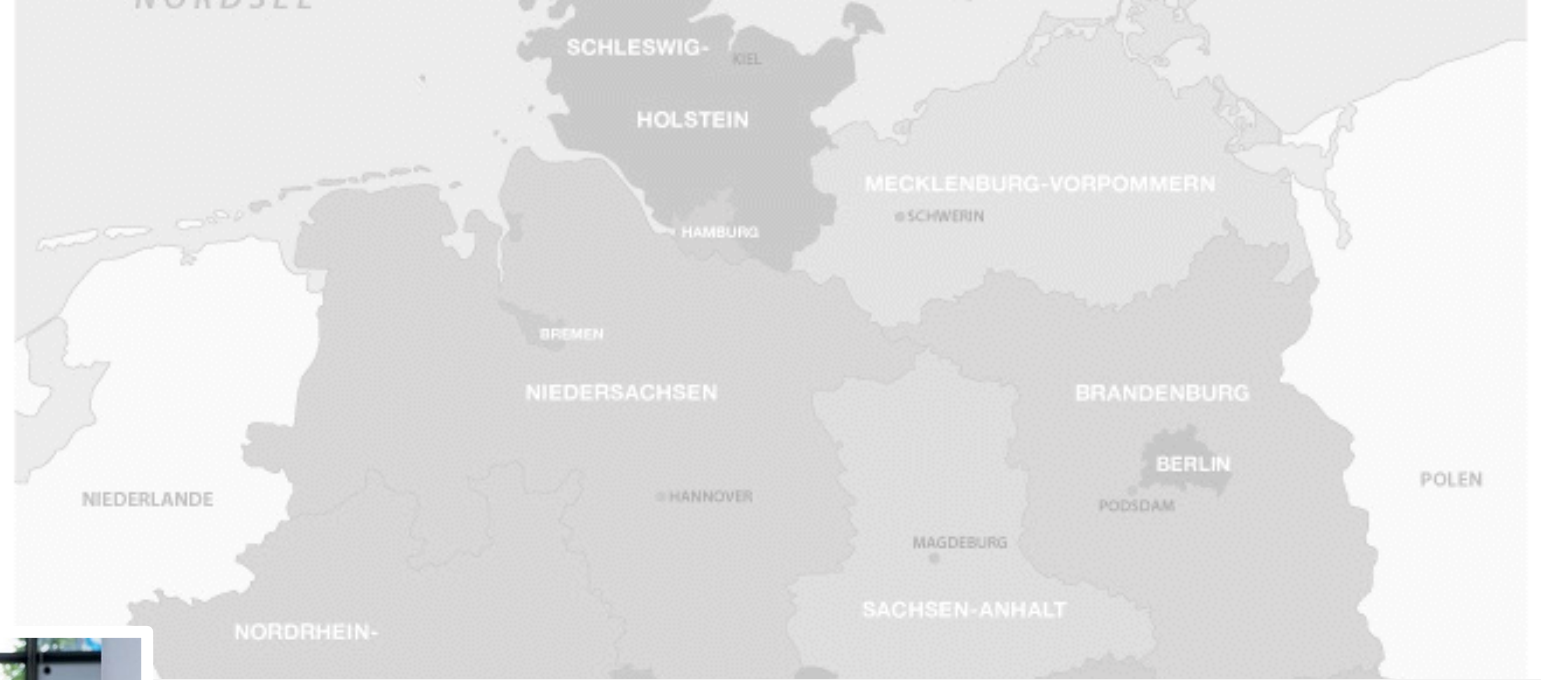 NORDSEE
SCHLESWIG-
KIEL
HOLSTEIN
MECKLENBURG-VORPOMMERN
SCHWERIN
HAMBURG
BREMEN
NIEDERSACHSEN
BRANDENBURG
BERLIN
POLEN
NIEDERLANDE
HANNOVER
PODSDAM
MAGDEBURG
SACHSEN-ANHALT
NORDRHEIN-